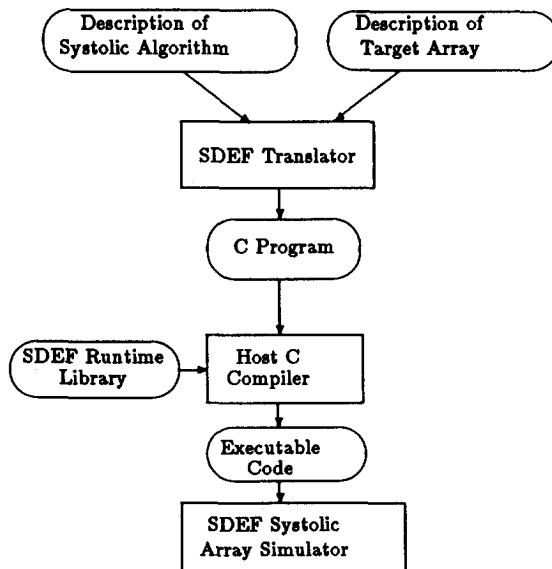 Description of
Systolic Algorithm
Description of
Target Array
SDEF Translator
C Program
SDEF Runtime
Library
Host C
Compiler
Executable
Code
SDEF Systolic
Array Simulator